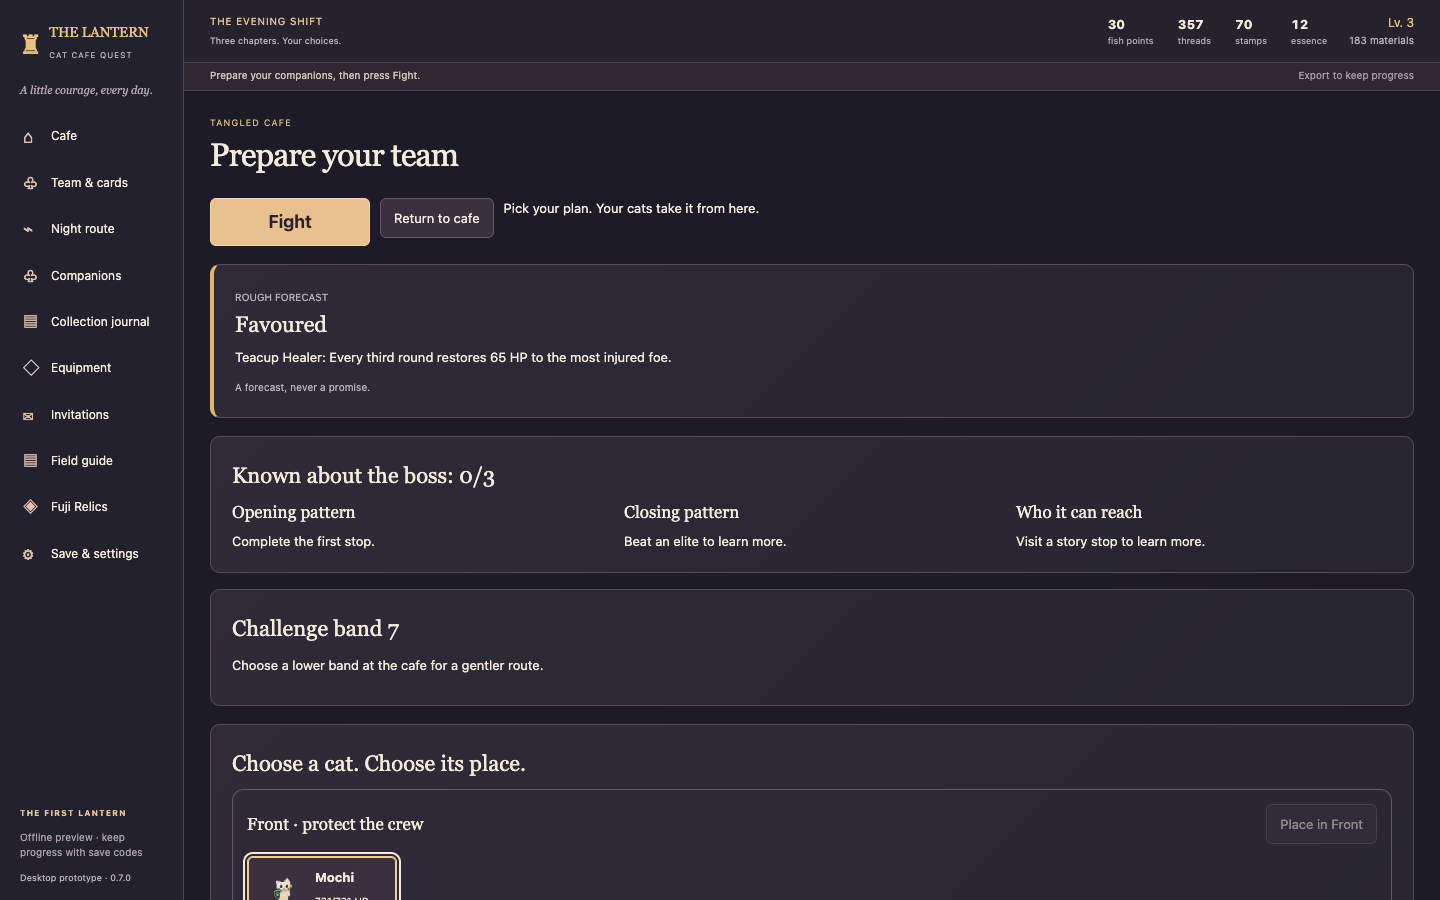 THE LANTERN
CAT CAFE QUEST
A little courage, every day.
Cafe
Team & cards
Night route
Companions
Collection journal
Equipment
Invitations
Field guide
Fuji Relics
Save & settings
THE FIRST LANTERN
Offline preview · keep
progress with save codes
Desktop prototype · 0.7.0
THE EVENING SHIFT
Three chapters. Your choices.
30
fish points
357
threads
70
stamps
12
essence
Lv. 3
183 materials
Prepare your companions, then press Fight.
Export to keep progress
TANGLED CAFE
Prepare your team
Fight
Return to cafe
Pick your plan. Your cats take it from here.
ROUGH FORECAST
Favoured
Teacup Healer: Every third round restores 65 HP to the most injured foe.
A forecast, never a promise.
Known about the boss: 0/3
Opening pattern
Complete the first stop.
Closing pattern
Beat an elite to learn more.
Who it can reach
Visit a story stop to learn more.
Challenge band 7
Choose a lower band at the cafe for a gentler route.
Choose a cat. Choose its place.
Front · protect the crew
Place in Front
Mochi